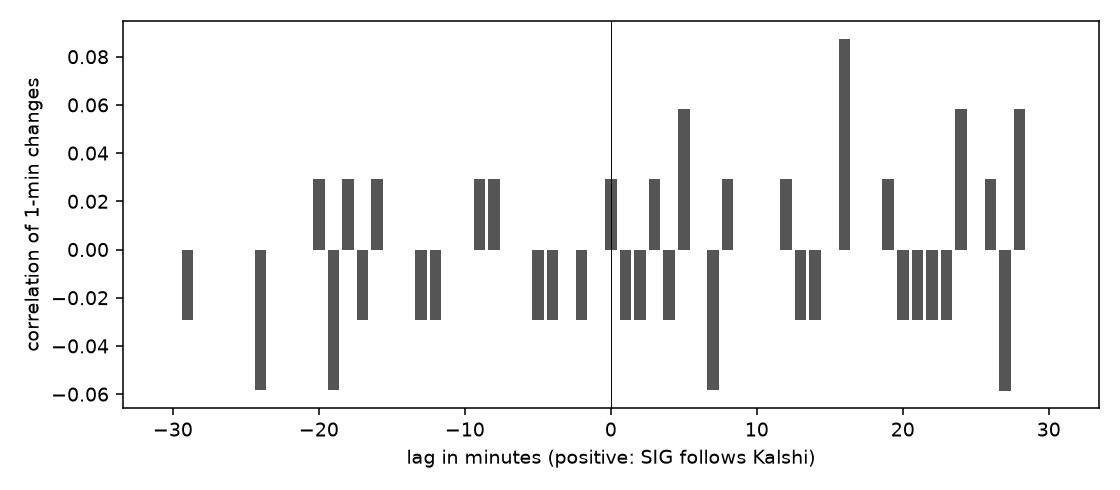 0.08
0.06
0.04
0.02
0.00
−0.02
−0.04
−0.06
correlation of 1-min changes
−30 −20 −10 0 10 20 30
lag in minutes (positive: SIG follows Kalshi)